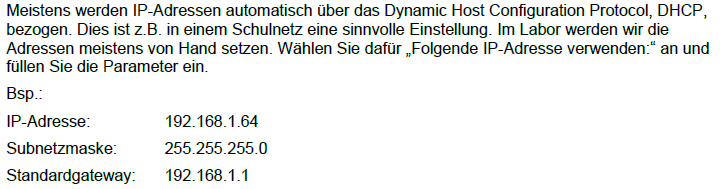 Meistens werden IP-Adressen automatisch über das Dynamic Host Configuration Protocol, DHCP,
bezogen. Dies ist z.B. in einem Schulnetz eine sinnvolle Einstellung. Im Labor werden wir die
Adressen meistens von Hand setzen. Wählen Sie dafür „Folgende IP-Adresse verwenden:“ an und
füllen Sie die Parameter ein.
Bsp.:
IP-Adresse: 192.168.1.64
Subnetzmaske: 255.255.255.0
Standardgateway: 192.168.1.1